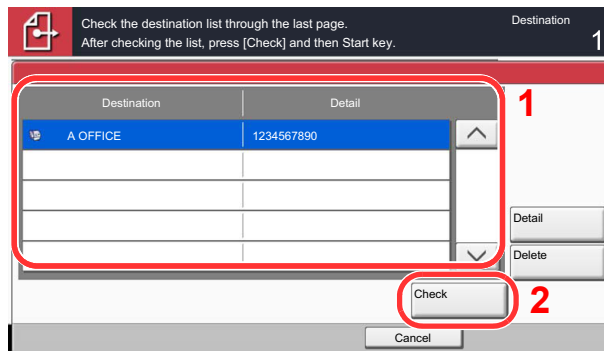 Check the destination list through the last page.
After checking the list, press [Check] and then Start key.
Destination
1
Destination Detail
1
A OFFICE 1234567890
Detail
Delete
Check
2
Cancel